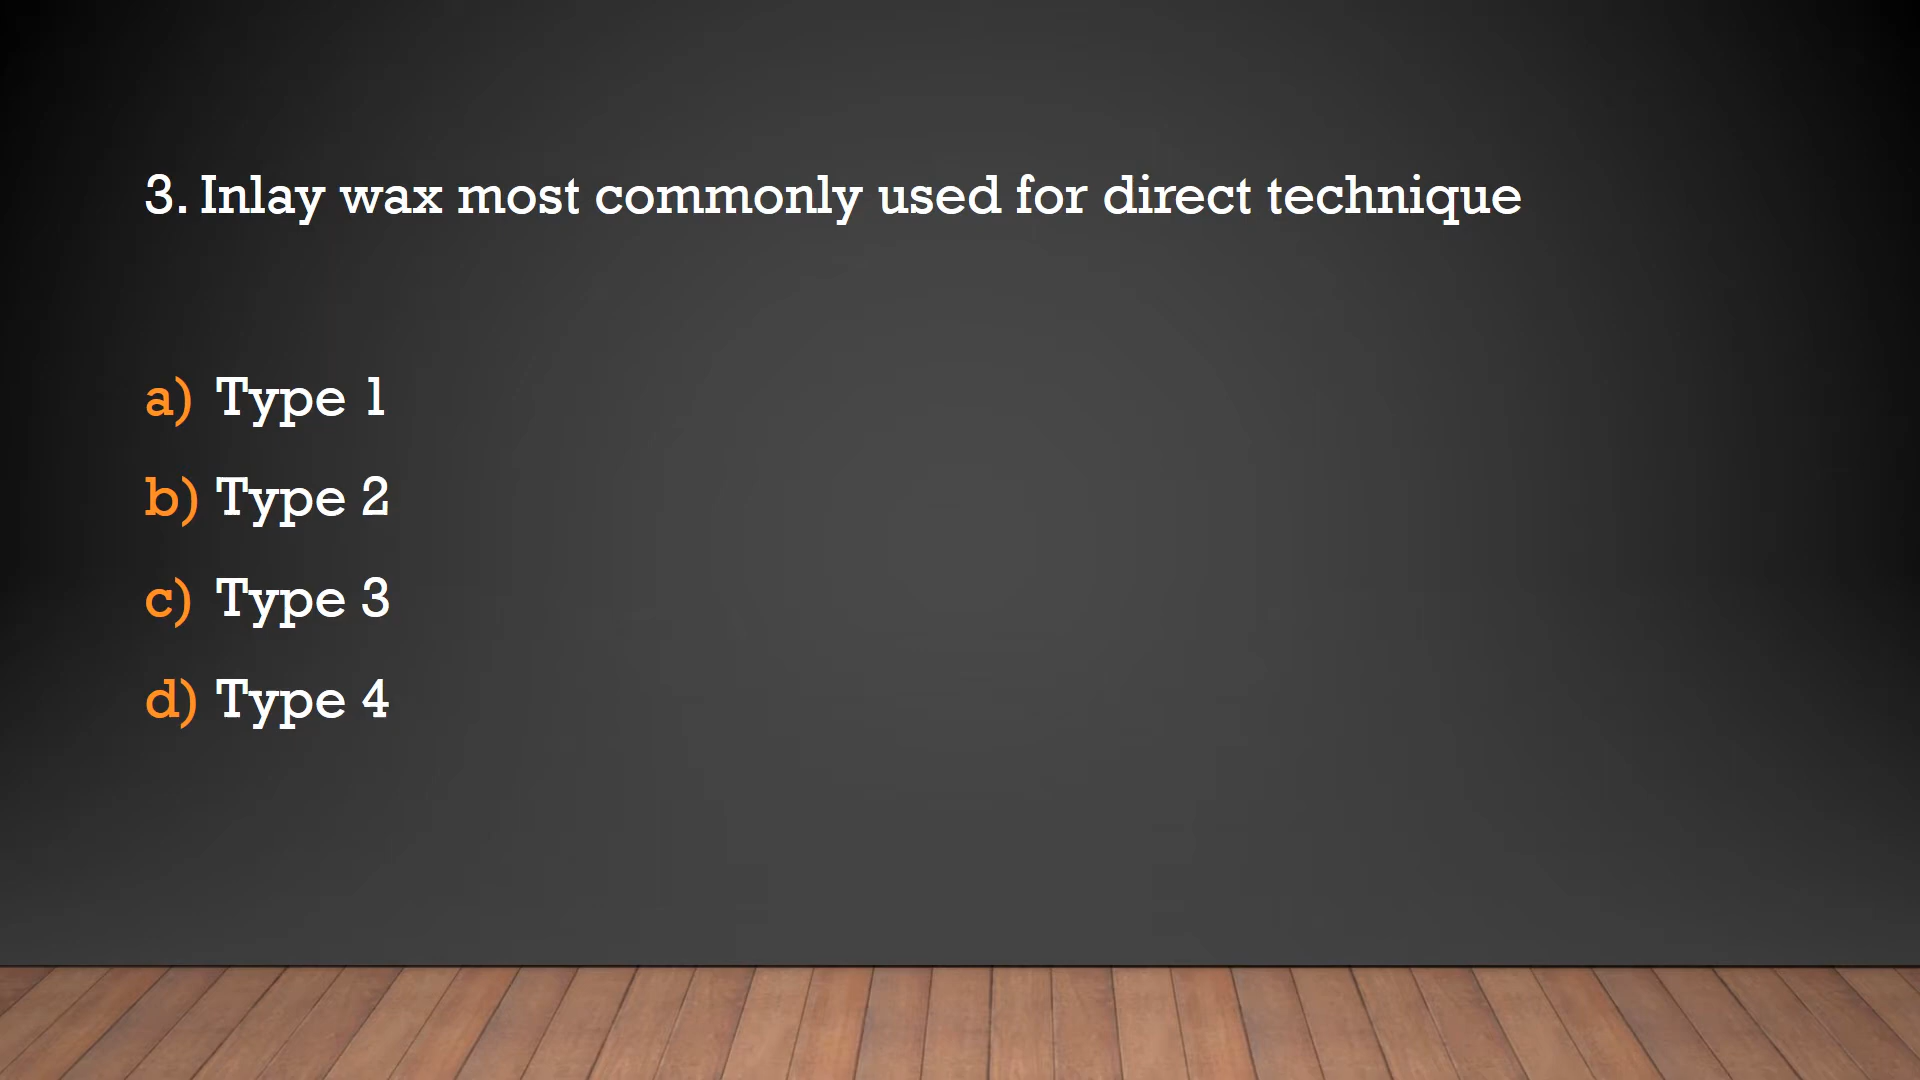 3. Inlay wax most commonly used for direct technique
a) Type 1
b) Type 2
c) Type 3
d) Type 4